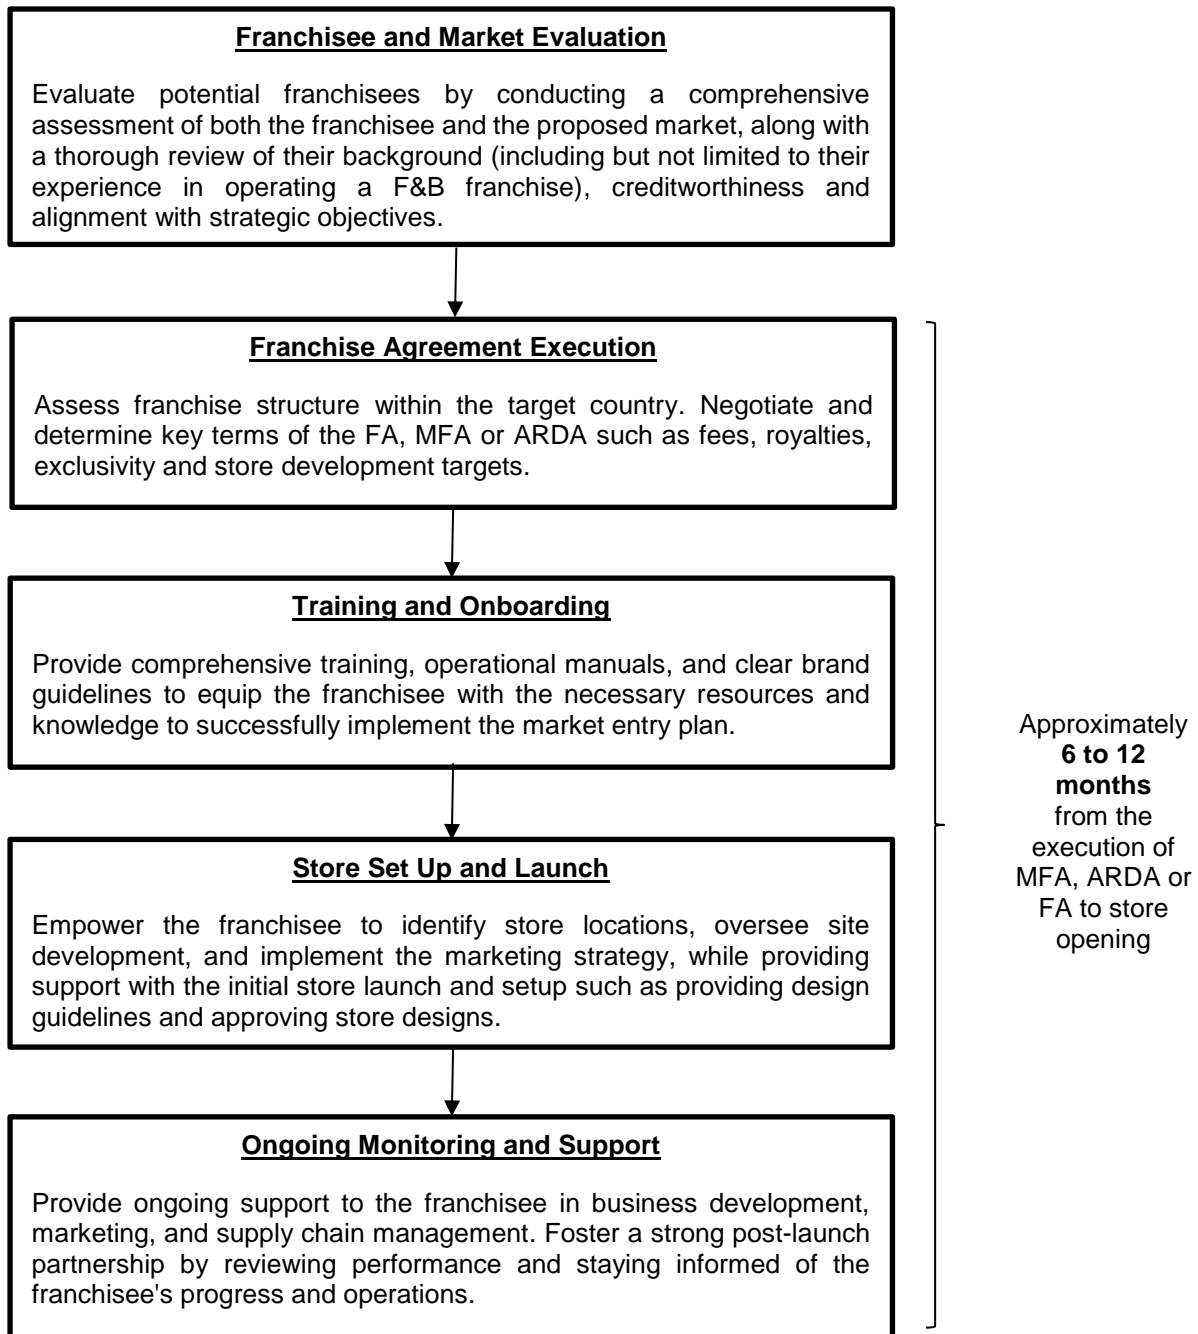 Franchisee and Market Evaluation
Evaluate potential franchisees by conducting a comprehensive
assessment of both the franchisee and the proposed market, along with
a thorough review of their background (including but not limited to their
experience in operating a F&B franchise), creditworthiness and
alignment with strategic objectives.
Franchise Agreement Execution
Assess franchise structure within the target country. Negotiate and
determine key terms of the FA, MFA or ARDA such as fees, royalties,
exclusivity and store development targets.
Training and Onboarding
Provide comprehensive training, operational manuals, and clear brand
guidelines to equip the franchisee with the necessary resources and
knowledge to successfully implement the market entry plan.
Store Set Up and Launch
Empower the franchisee to identify store locations, oversee site
development, and implement the marketing strategy, while providing
support with the initial store launch and setup such as providing design
guidelines and approving store designs.
Ongoing Monitoring and Support
Provide ongoing support to the franchisee in business development,
marketing, and supply chain management. Foster a strong post-launch
partnership by reviewing performance and staying informed of the
franchisee's progress and operations.
Approximately
6 to 12
months
from the
execution of
MFA, ARDA or
FA to store
opening